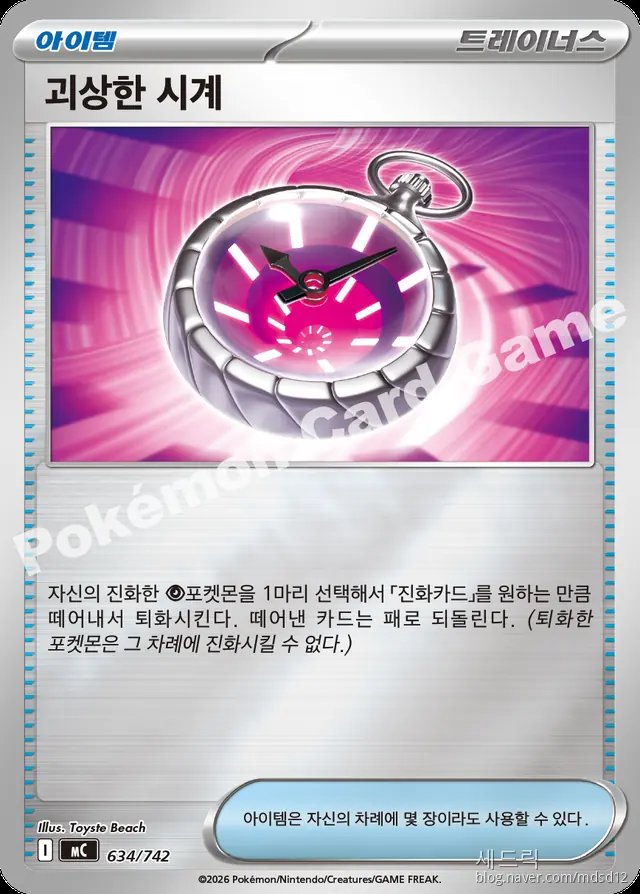 아이템
트레이너스
괴상한 시계
Pokémon Card Game
자신의 진화한 포켓몬을 1마리 선택해서 「진화카드」를 원하는 만큼
떼어내서 퇴화시킨다. 떼어낸 카드는 패로 되돌린다. (퇴화한
포켓몬은 그 차례에 진화시킬 수 없다.)
아이템은 자신의 차례에 몇 장이라도 사용할 수 있다.
Illus. Toyste Beach
I MC 634/742
©2026 Pokémon/Nintendo/Creatures/GAME FREAK.
세드릭
blog.naver.com/mdsd12